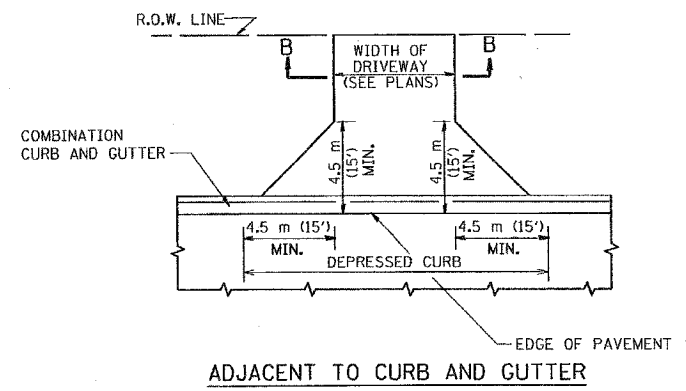 R.O.W. LINE
B
B
WIDTH OF
DRIVEWAY
(SEE PLANS)
COMBINATION
CURB AND GUTTER
4.5 m
(15')
MIN.
4.5 m
(15')
MIN.
4.5 m (15')
MIN.
4.5 m (15')
MIN.
DEPRESSED CURB
EDGE OF PAVEMENT
ADJACENT TO CURB AND GUTTER